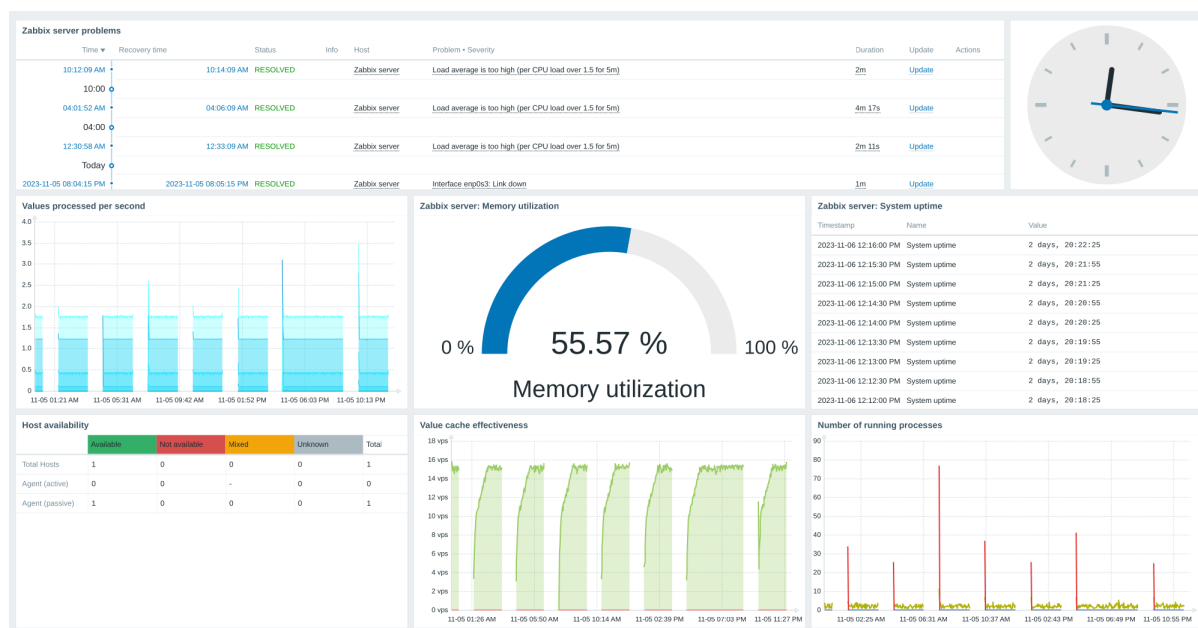 Zabbix server problems
Time ▼ Recovery time Status Info Host Problem • Severity Duration Update Actions
10:12:09 AM 10:14:09 AM RESOLVED Zabbix server Load average is too high (per CPU load over 1.5 for 5m) 2m Update
10:00
04:01:52 AM 04:06:09 AM RESOLVED Zabbix server Load average is too high (per CPU load over 1.5 for 5m) 4m 17s Update
04:00
12:30:58 AM 12:33:09 AM RESOLVED Zabbix server Load average is too high (per CPU load over 1.5 for 5m) 2m 11s Update
Today
2023-11-05 08:04:15 PM 2023-11-05 08:05:15 PM RESOLVED Zabbix server Interface enp0s3: Link down 1m Update
Values processed per second
4.0
3.5
3.0
2.5
2.0
1.5
1.0
0.5
0
11-05 01:21 AM 11-05 05:31 AM 11-05 09:42 AM 11-05 01:52 PM 11-05 06:03 PM 11-05 10:13 PM
Zabbix server: Memory utilization
0 % 55.57 % 100 %
Memory utilization
Zabbix server: System uptime
Timestamp Name Value
2023-11-06 12:16:00 PM System uptime 2 days, 20:22:25
2023-11-06 12:15:30 PM System uptime 2 days, 20:21:55
2023-11-06 12:15:00 PM System uptime 2 days, 20:21:25
2023-11-06 12:14:30 PM System uptime 2 days, 20:20:55
2023-11-06 12:14:00 PM System uptime 2 days, 20:20:25
2023-11-06 12:13:30 PM System uptime 2 days, 20:19:55
2023-11-06 12:13:00 PM System uptime 2 days, 20:19:25
2023-11-06 12:12:30 PM System uptime 2 days, 20:18:55
2023-11-06 12:12:00 PM System uptime 2 days, 20:18:25
Host availability
Available Not available Mixed Unknown Total
Total Hosts 1 0 0 0 1
Agent (active) 0 0 - 0 0
Agent (passive) 1 0 0 0 1
Value cache effectiveness
18 vps
16 vps
14 vps
12 vps
10 vps
8 vps
6 vps
4 vps
2 vps
0 vps
11-05 01:26 AM 11-05 05:50 AM 11-05 10:14 AM 11-05 02:39 PM 11-05 07:03 PM 11-05 11:27 PM
Number of running processes
90
80
70
60
50
40
30
20
10
0
11-05 02:25 AM 11-05 06:31 AM 11-05 10:37 AM 11-05 02:43 PM 11-05 06:49 PM 11-05 10:55 PM